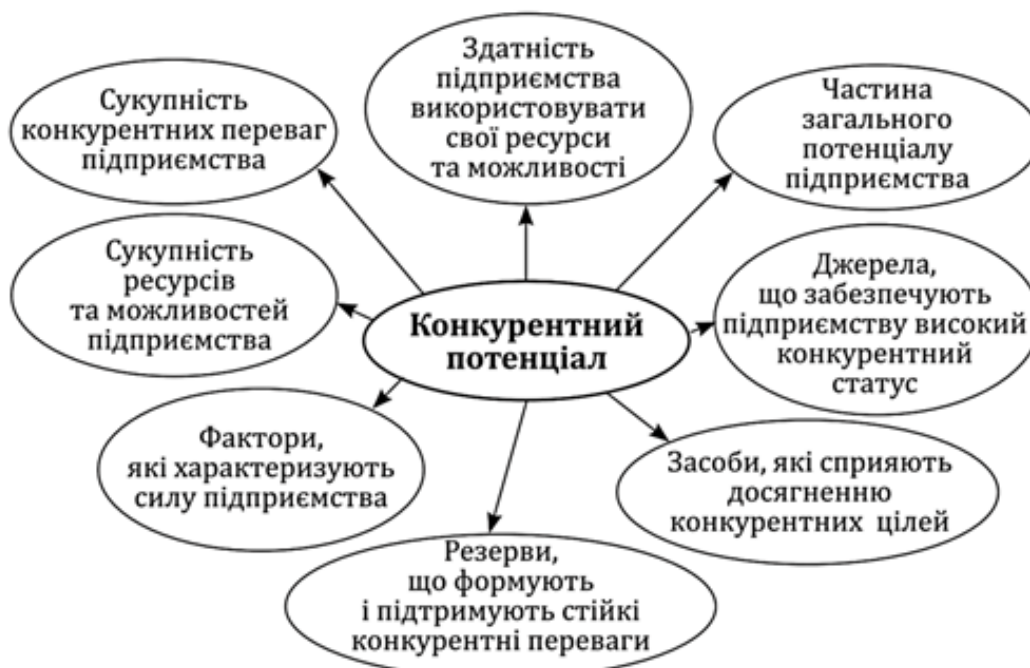 Здатність
підприємства
використовувати
свої ресурси
та можливості
Сукупність
конкурентних переваг
підприємства
Частина
загального
потенціалу
підприємства
Сукупність
ресурсів
та можливостей
підприємства
Джерела,
що забезпечують
підприємству високий
конкурентний
статус
Конкурентний
потенціал
Фактори,
які характеризують
силу підприємства
Засоби, які сприяють
досягненню
конкурентних цілей
Резерви,
що формують
і підтримують стійкі
конкурентні переваги